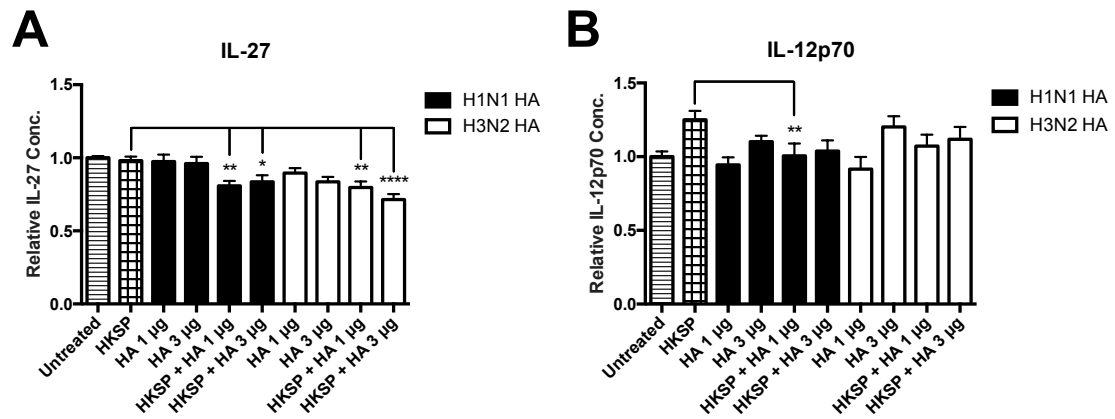 A
IL-27
Relative IL-27 Conc.
1.5
1.0
0.5
0.0
** * ** ****
Untreated
HKSP
HA 1 µg
HA 3 µg
HKSP + HA 1 µg
HKSP + HA 3 µg
HA 1 µg
HA 3 µg
HKSP + HA 1 µg
HKSP + HA 3 µg
H1N1 HA
H3N2 HA
B
IL-12p70
Relative IL-12p70 Conc.
1.5
1.0
0.5
0.0
**
Untreated
HKSP
HA 1 µg
HA 3 µg
HKSP + HA 1 µg
HKSP + HA 3 µg
HA 1 µg
HA 3 µg
HKSP + HA 1 µg
HKSP + HA 3 µg
H1N1 HA
H3N2 HA